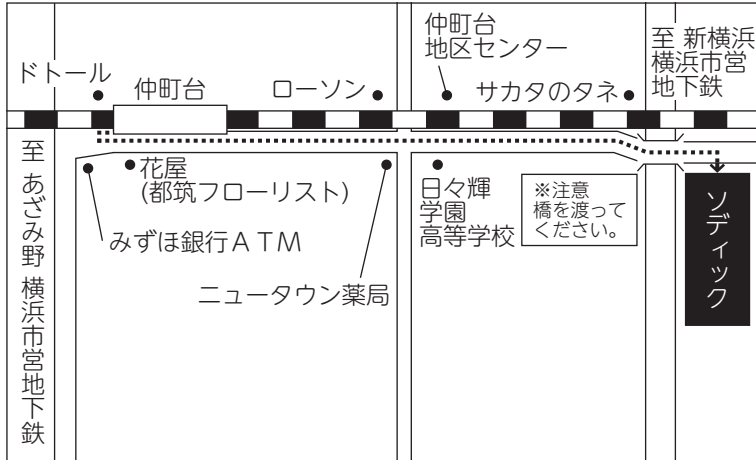 ドトール
仲町台
ローソン
仲町台
地区センター
サカタのタネ
至 新横浜
横浜市営
地下鉄
至 あざみ野 横浜市営地下鉄
花屋
(都筑フローリスト)
みずほ銀行ＡＴＭ
ニュータウン薬局
日々輝
学園
高等学校
※注意
橋を渡って
ください。
ソディック